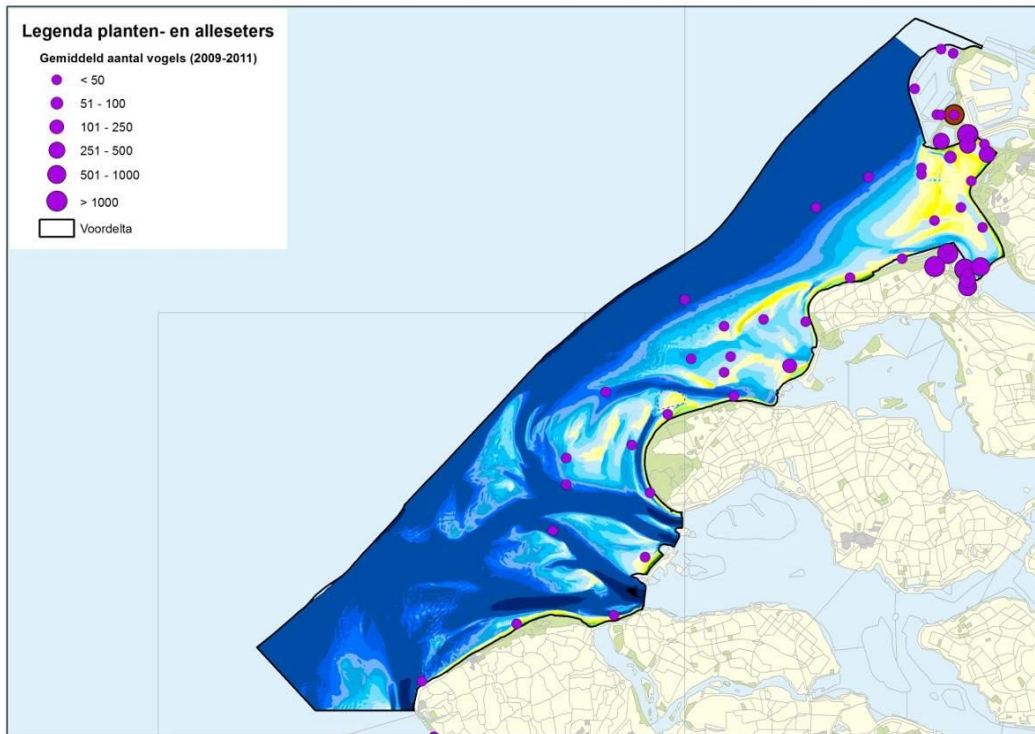 Legenda planten- en alleseters
Gemiddeld aantal vogels (2009-2011)
< 50
51 - 100
101 - 250
251 - 500
501 - 1000
> 1000
Voordelta